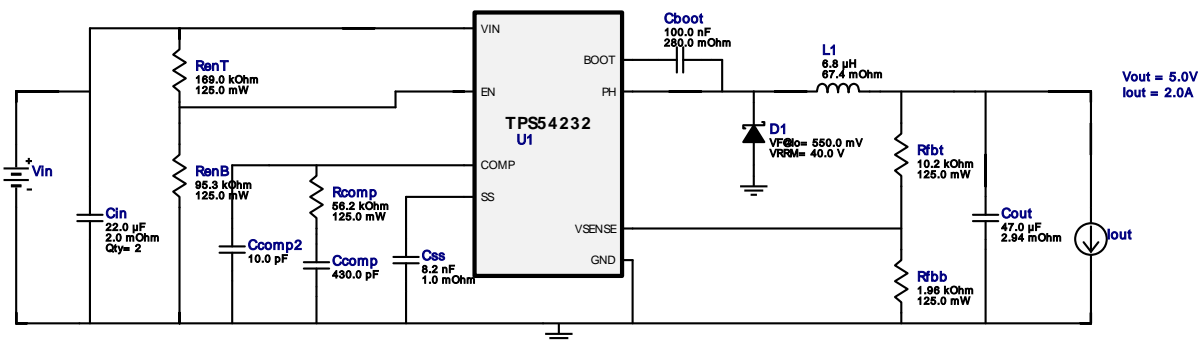 Cboot
100.0 nF
280.0 mOhm
VIN
BOOT
L1
6.8 µH
67.4 mOhm
Vout = 5.0V
Iout = 2.0A
RenT
169.0 kOhm
125.0 mW
EN
PH
TPS54232
U1
D1
VF@Io= 550.0 mV
VRRM= 40.0 V
Rfbt
10.2 kOhm
125.0 mW
Vin
RenB
95.3 kOhm
125.0 mW
COMP
Rcomp
56.2 kOhm
125.0 mW
SS
Cin
22.0 µF
2.0 mOhm
Qty= 2
VSENSE
Cout
47.0 µF
2.94 mOhm
Iout
Ccomp2
10.0 pF
Ccomp
430.0 pF
Css
8.2 nF
1.0 mOhm
GND
Rfbb
1.96 kOhm
125.0 mW